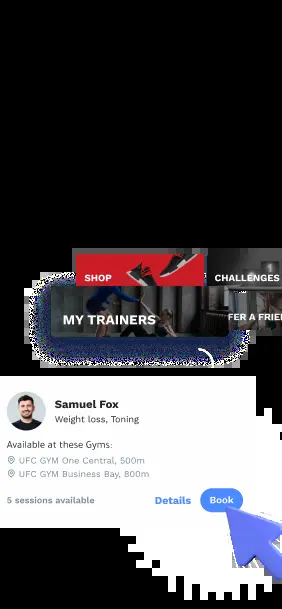 SHOP
CHALLENGES
MY TRAINERS
FER A FRIEN
Samuel Fox
Weight loss, Toning
Available at these Gyms:
UFC GYM One Central, 500m
UFC GYM Business Bay, 800m
5 sessions available
Details
Book